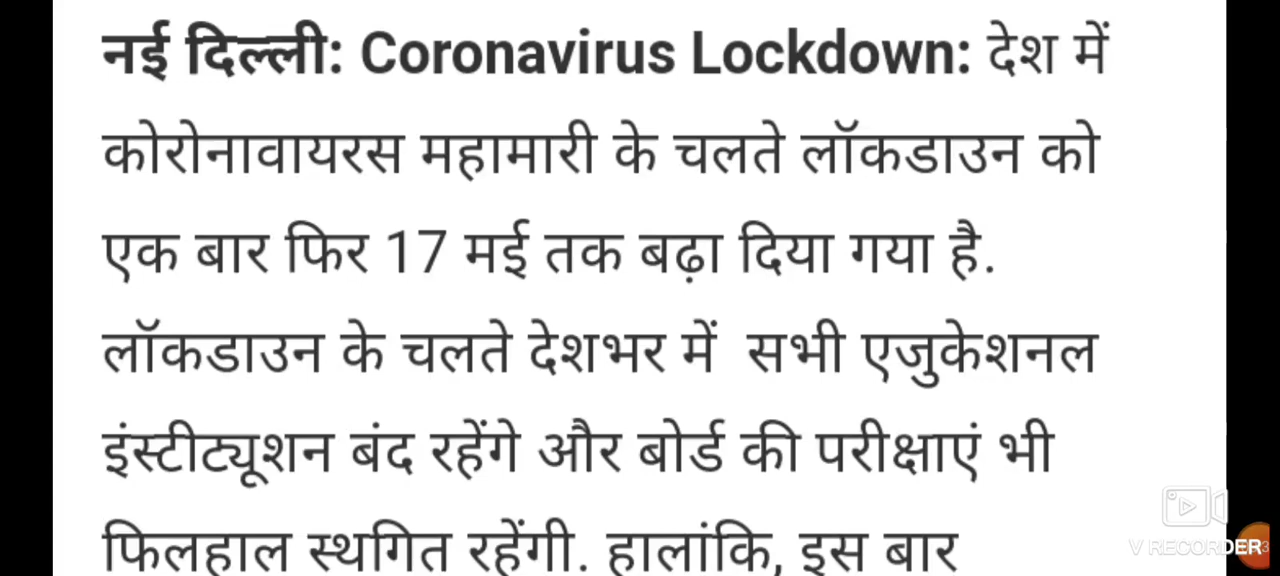 नई दिल्ली: Coronavirus Lockdown: देश में
कोरोनावायरस महामारी के चलते लॉकडाउन को
एक बार फिर 17 मई तक बढ़ा दिया गया है.
लॉकडाउन के चलते देशभर में सभी एजुकेशनल
इंस्टीट्यूशन बंद रहेंगे और बोर्ड की परीक्षाएं भी
फिलहाल स्थगित रहेंगी. हालांकि, इस बार
V RECORDER